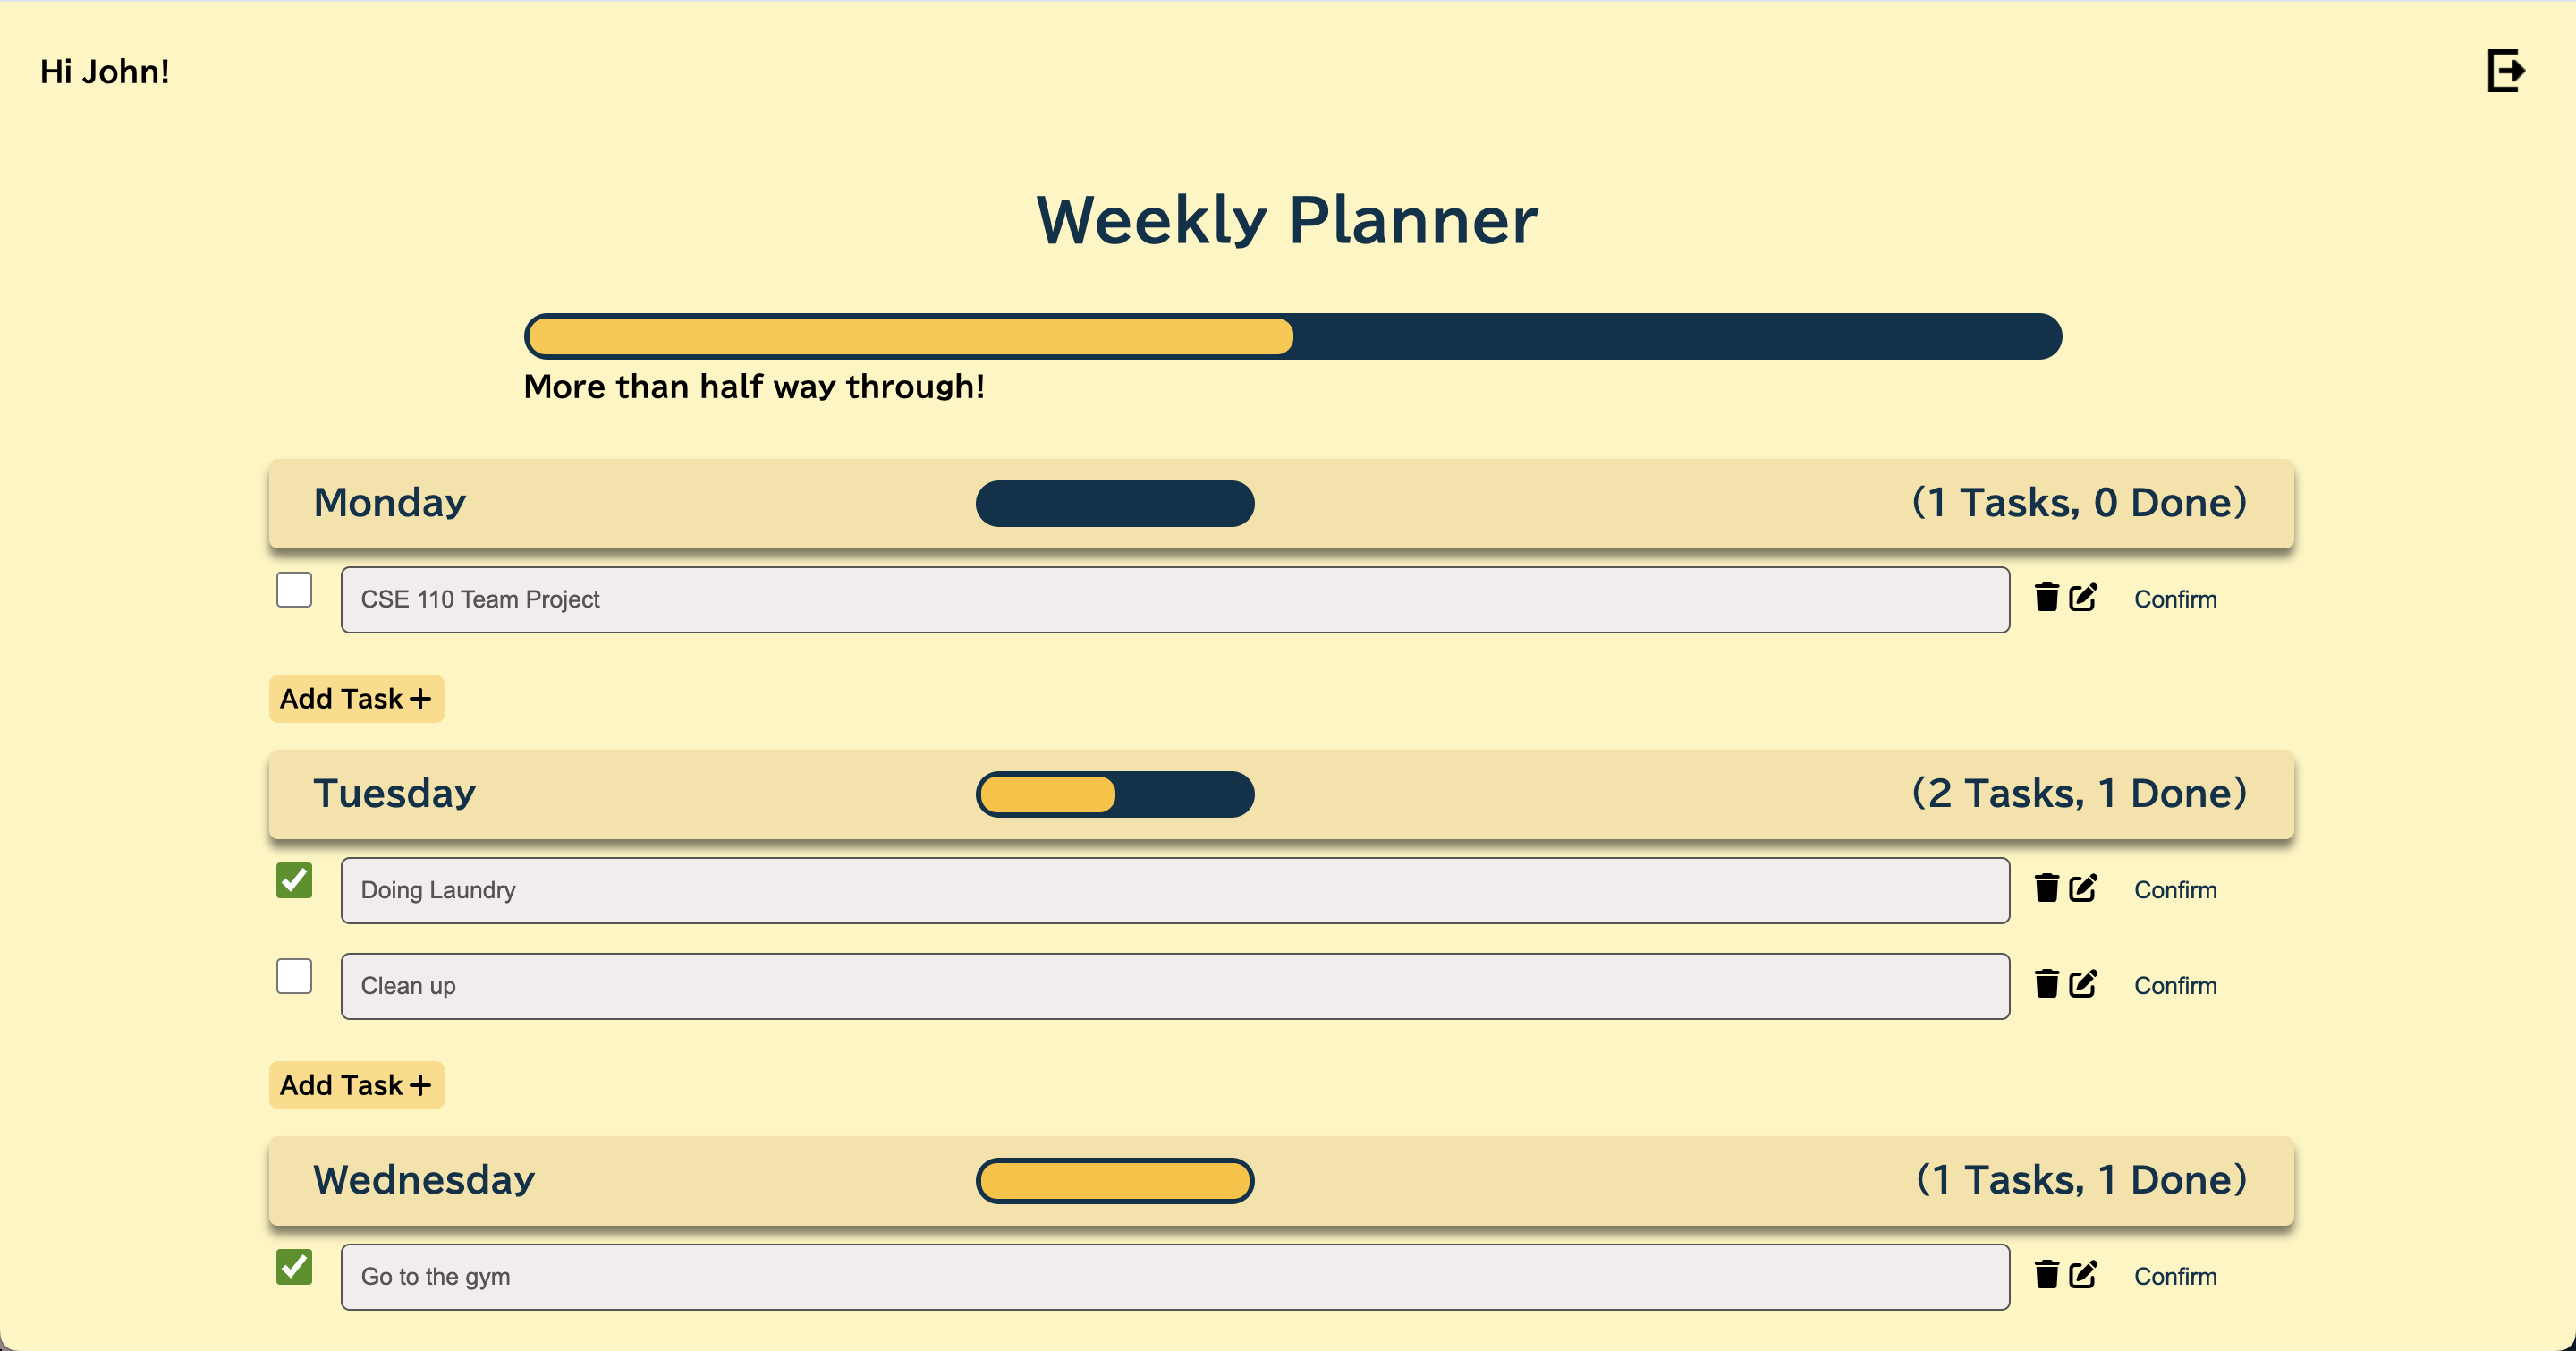 Hi John!
Weekly Planner
More than half way through!
Monday (1 Tasks, 0 Done)
CSE 110 Team Project Confirm
Add Task+
Tuesday (2 Tasks, 1 Done)
Doing Laundry Confirm
Clean up Confirm
Add Task+
Wednesday (1 Tasks, 1 Done)
Go to the gym Confirm